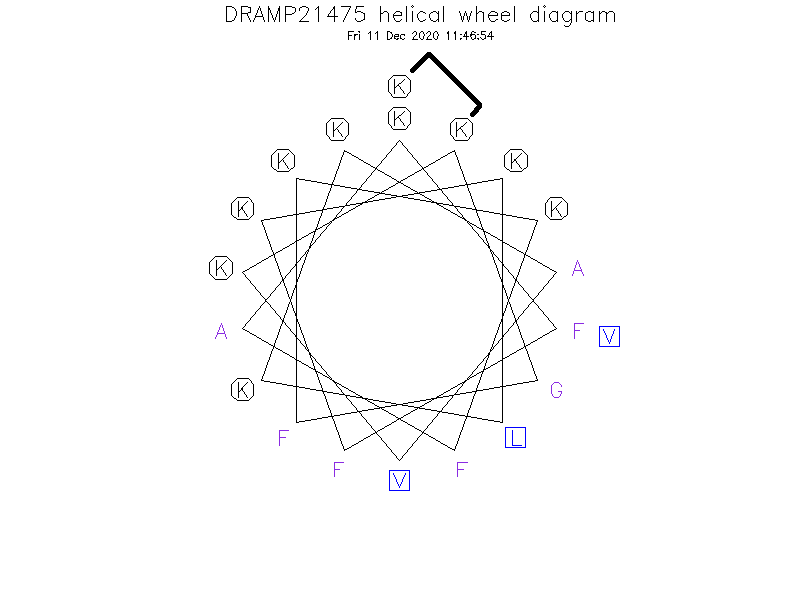 DRAMP21475 helical wheel diagram
Fri 11 Dec 2020 11:46:54
K
K
K K
K K
K K
K A
A F V
K G
F L
F F
V